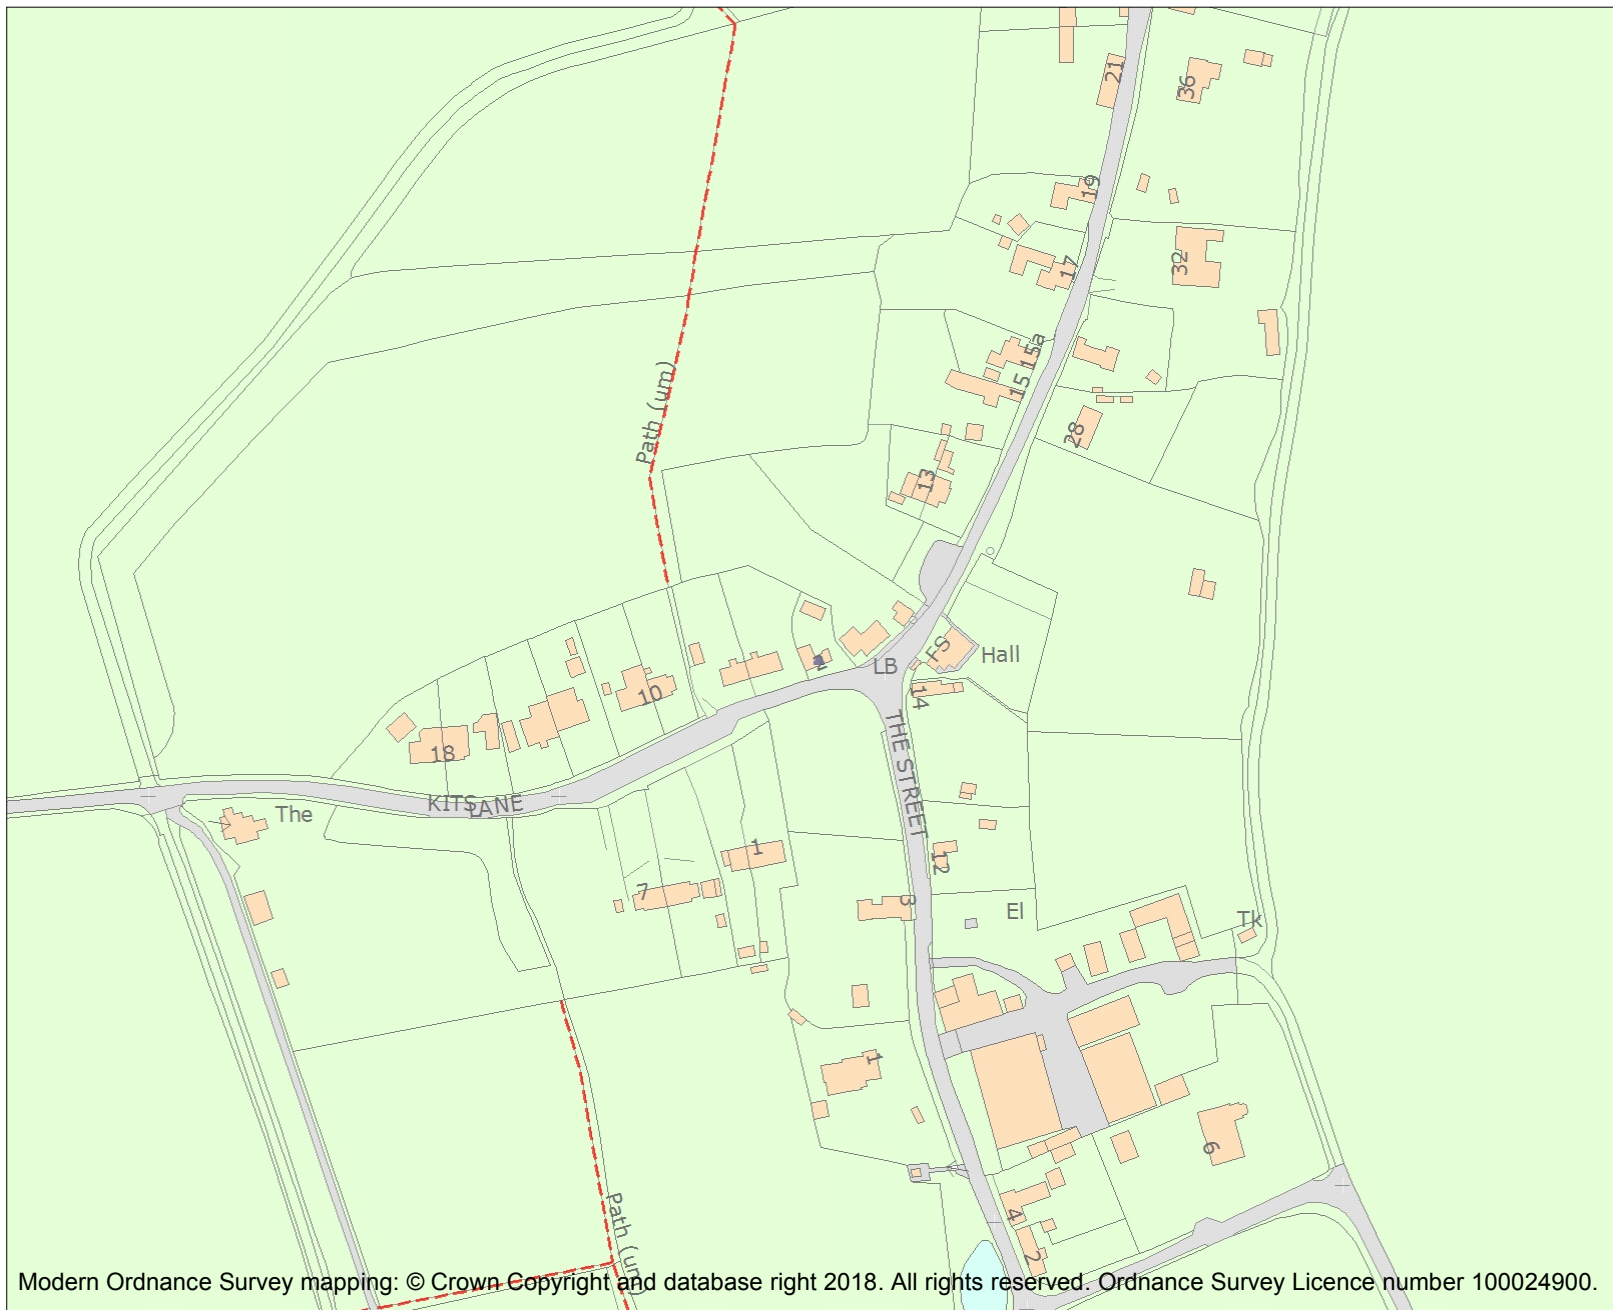 21
36
19
32
17
15a
15
28
13
Path (um)
FS
Hall
LB
2
14
10
18
THE STREET
KITS LANE
The
1
12
7
3
El
Tk
1
6
4
2
Path (um)
Modern Ordnance Survey mapping: © Crown Copyright and database right 2018. All rights reserved. Ordnance Survey Licence number 100024900.